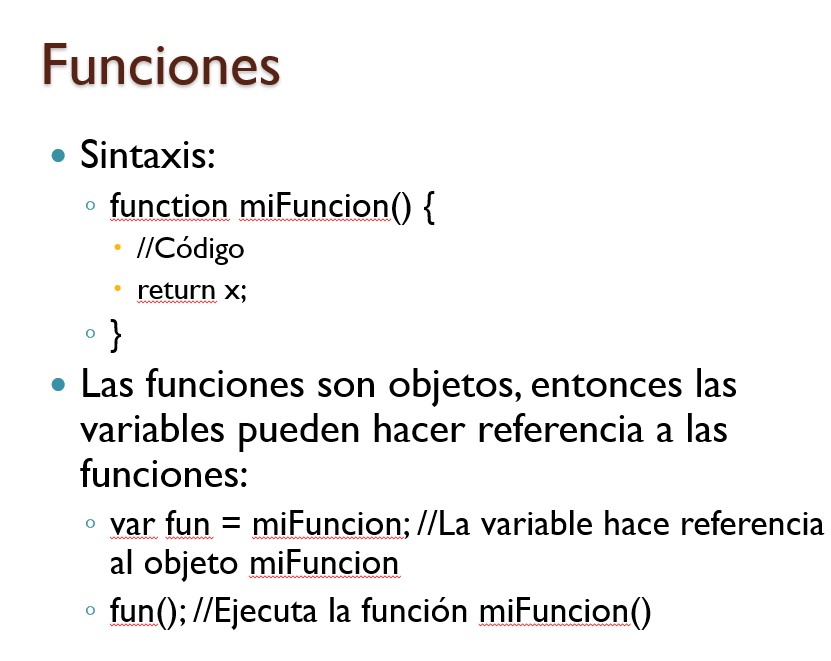 Funciones
Sintaxis:
function miFuncion() {
//Código
return x;
}
Las funciones son objetos, entonces las
variables pueden hacer referencia a las
funciones:
var fun = miFuncion; //La variable hace referencia
al objeto miFuncion
fun(); //Ejecuta la función miFuncion()